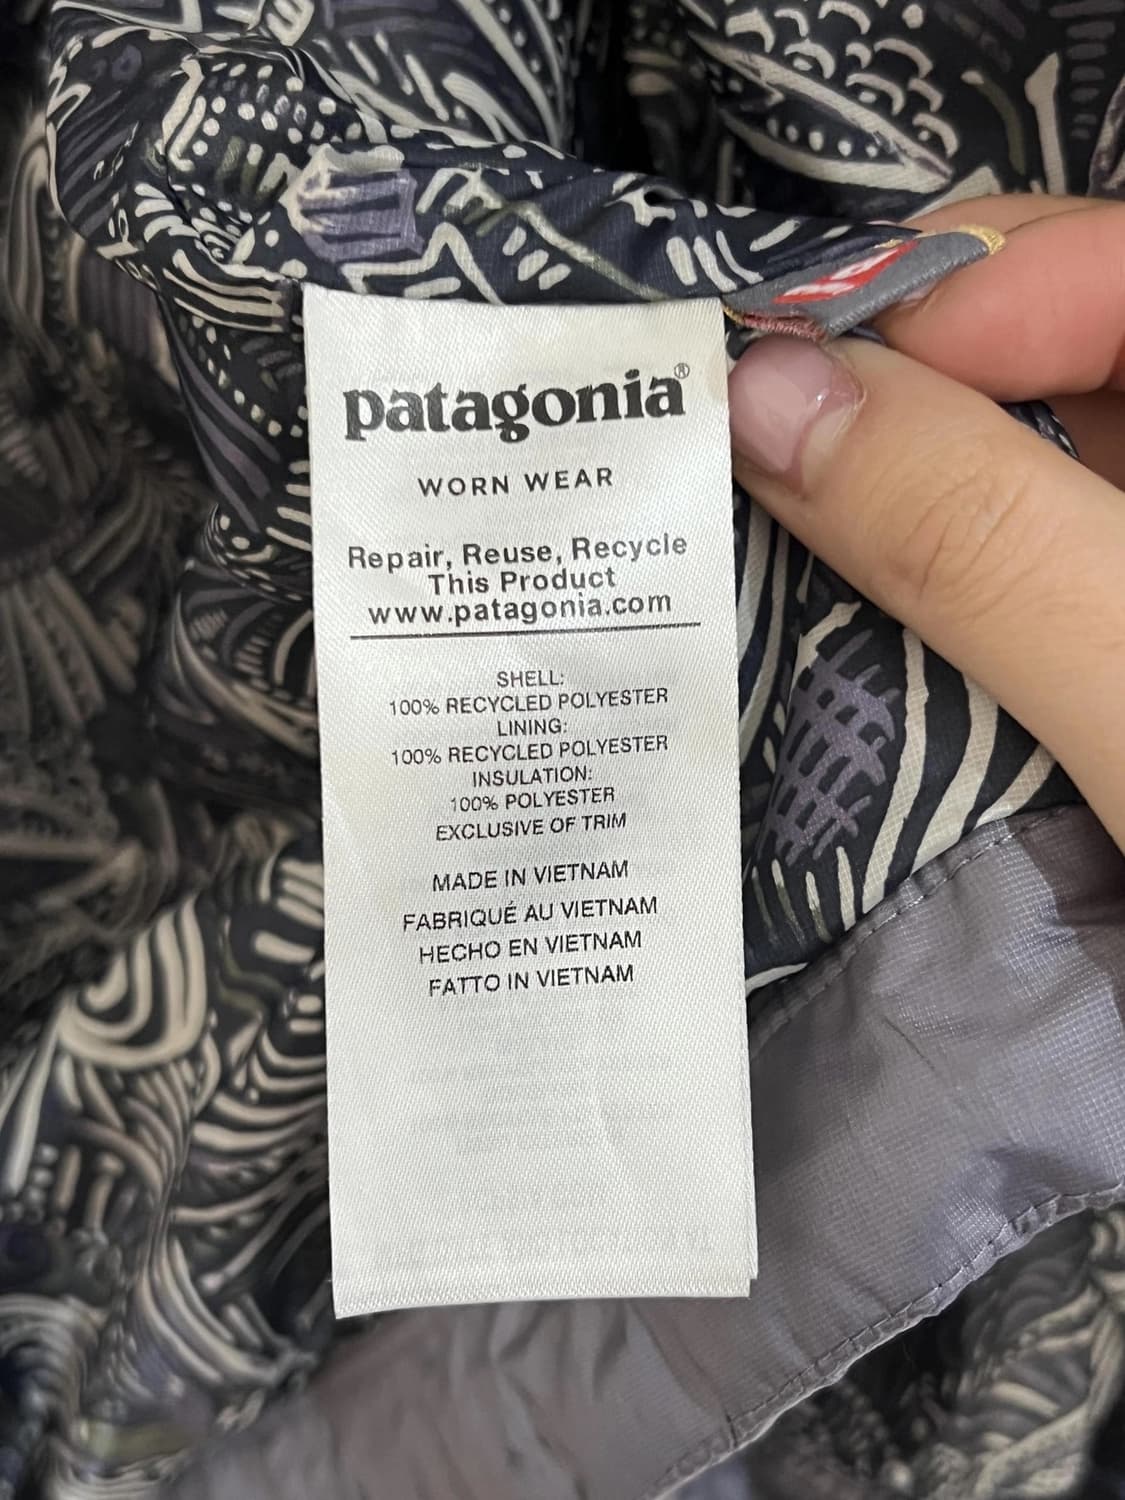 patagonia®
WORN WEAR
Repair, Reuse, Recycle
This Product
www.patagonia.com
SHELL:
100% RECYCLED POLYESTER
LINING:
100% RECYCLED POLYESTER
INSULATION:
100% POLYESTER
EXCLUSIVE OF TRIM
MADE IN VIETNAM
FABRIQUÉ AU VIETNAM
HECHO EN VIETNAM
FATTO IN VIETNAM